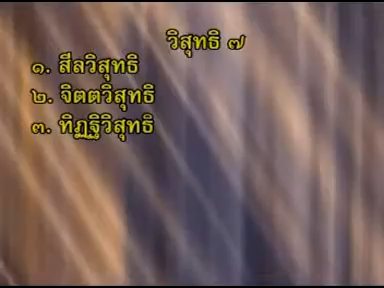 วิสุทธิ ๗
๑. สีลวิสุทธิ
๒. จิตตวิสุทธิ
๓. ทิฏฐิวิสุทธิ